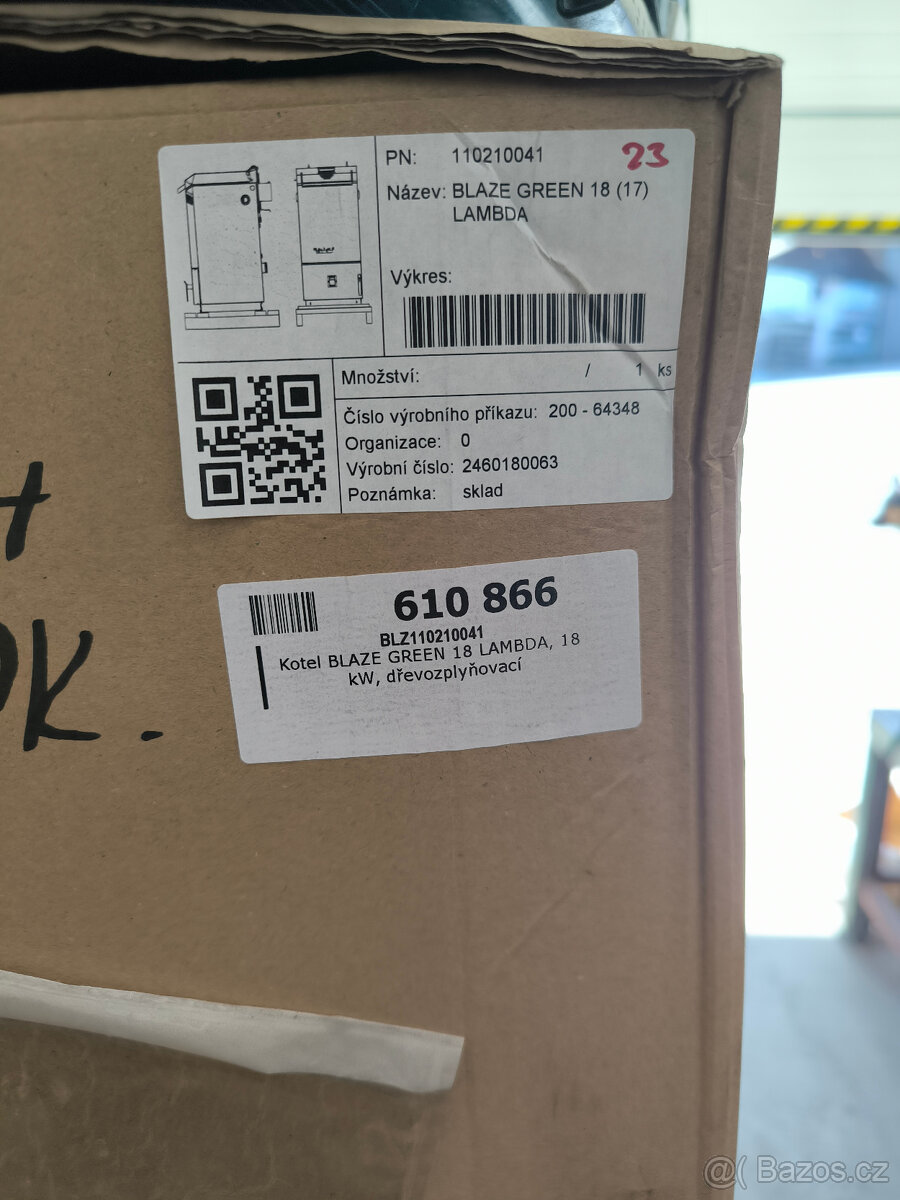 PN: 110210041 23
Název: BLAZE GREEN 18 (17)
LAMBDA
Výkres:
Množství: / 1 ks
Číslo výrobního příkazu: 200 - 64348
Organizace: 0
Výrobní číslo: 2460180063
Poznámka: sklad
610 866
BLZ110210041
Kotel BLAZE GREEN 18 LAMBDA, 18
kW, dřevozplyňovací
@( Bazos.cz